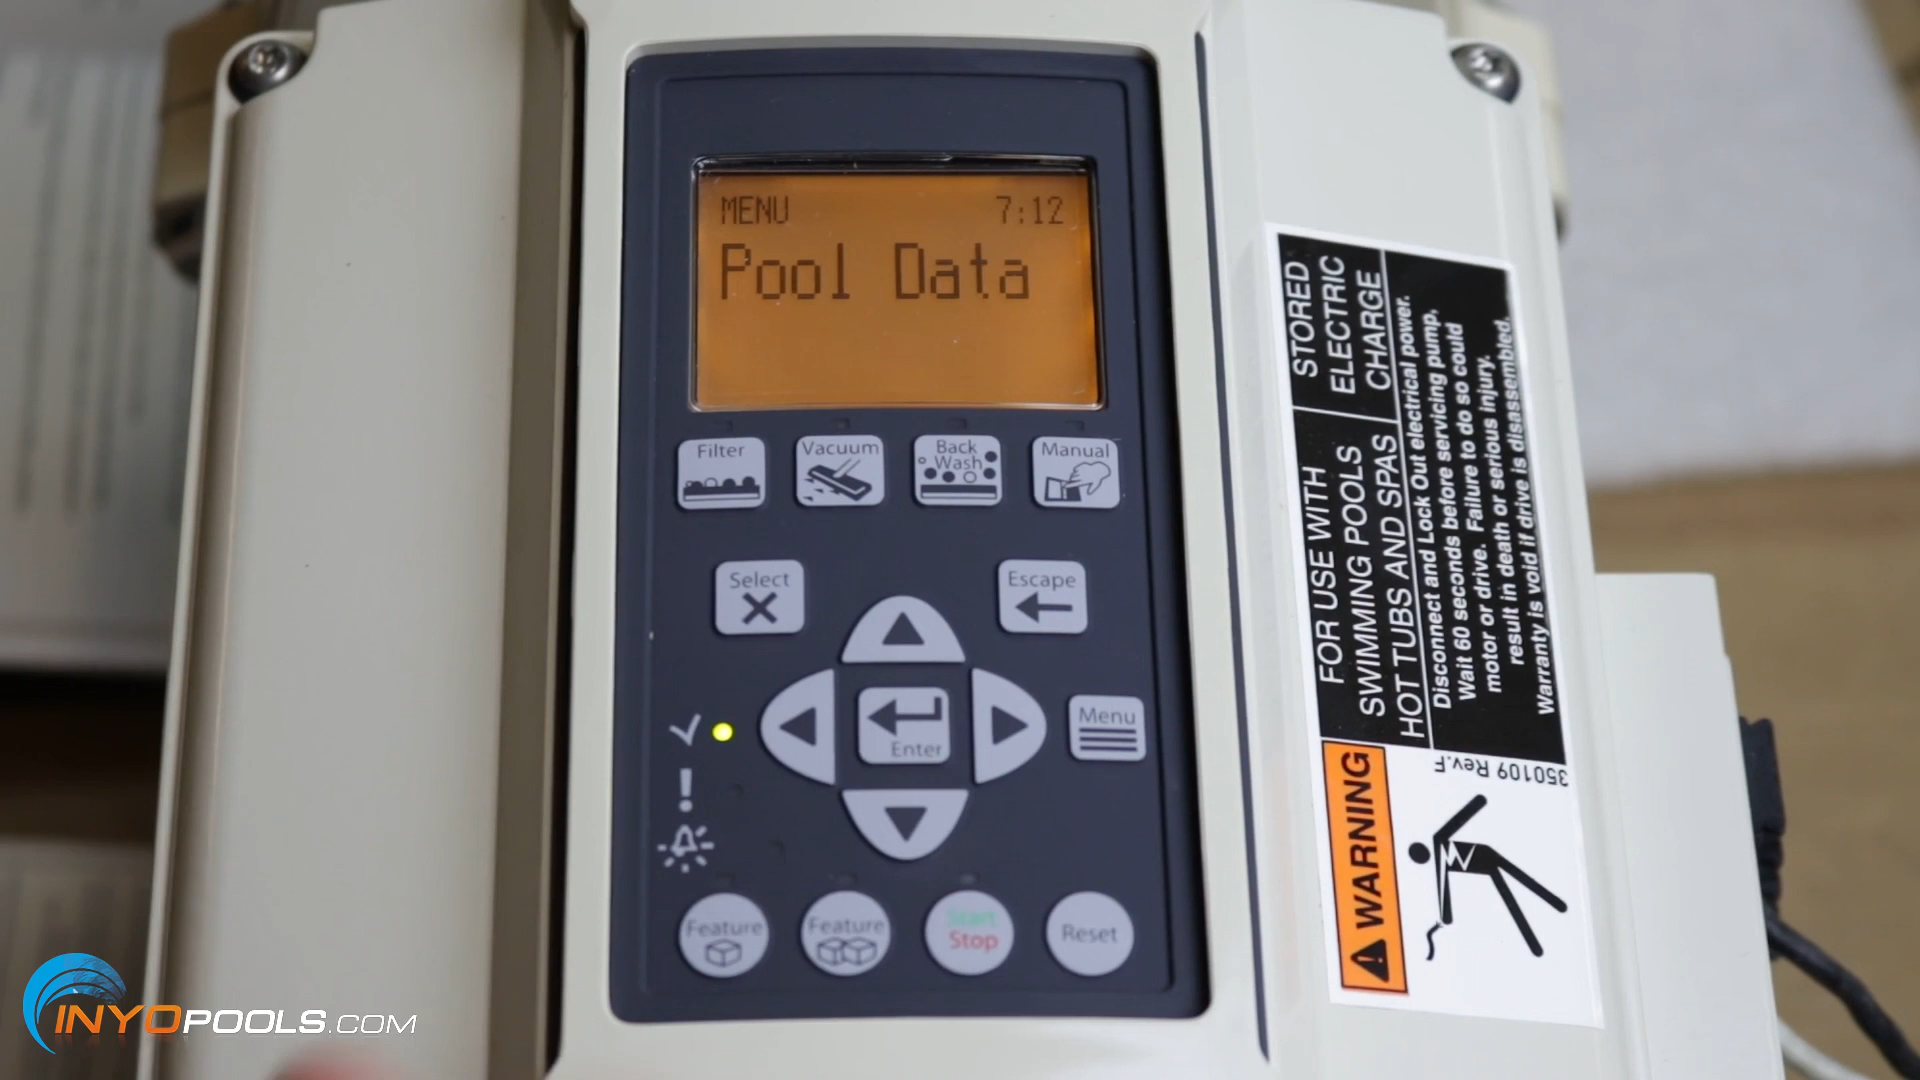 MENU 7:12
Pool Data
Filter
Vacuum
Back
Wash
Manual
Select
Escape
Enter
Menu
Feature
Feature
Start
Stop
Reset
STORED
ELECTRIC
CHARGE
FOR USE WITH
SWIMMING POOLS
HOT TUBS AND SPAS
Disconnect and Lock Out electrical power.
Wait 60 seconds before servicing pump,
motor or drive. Failure to do so could
result in death or serious injury.
Warranty is void if drive is disassembled.
WARNING
350109 Rev.F
INYOPOOLS.COM